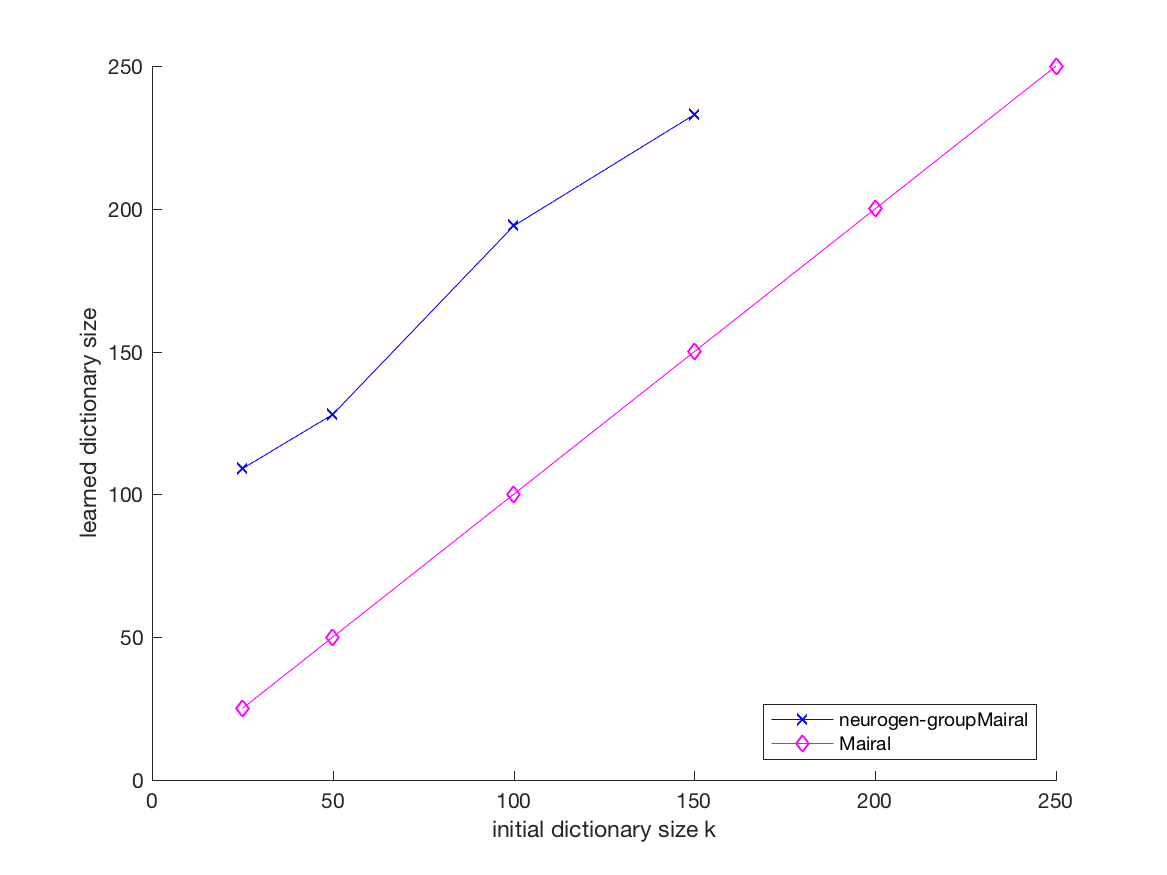 250
200
150
100
50
0
learned dictionary size
neurogen-groupMairal
Mairal
0 50 100 150 200 250
initial dictionary size k